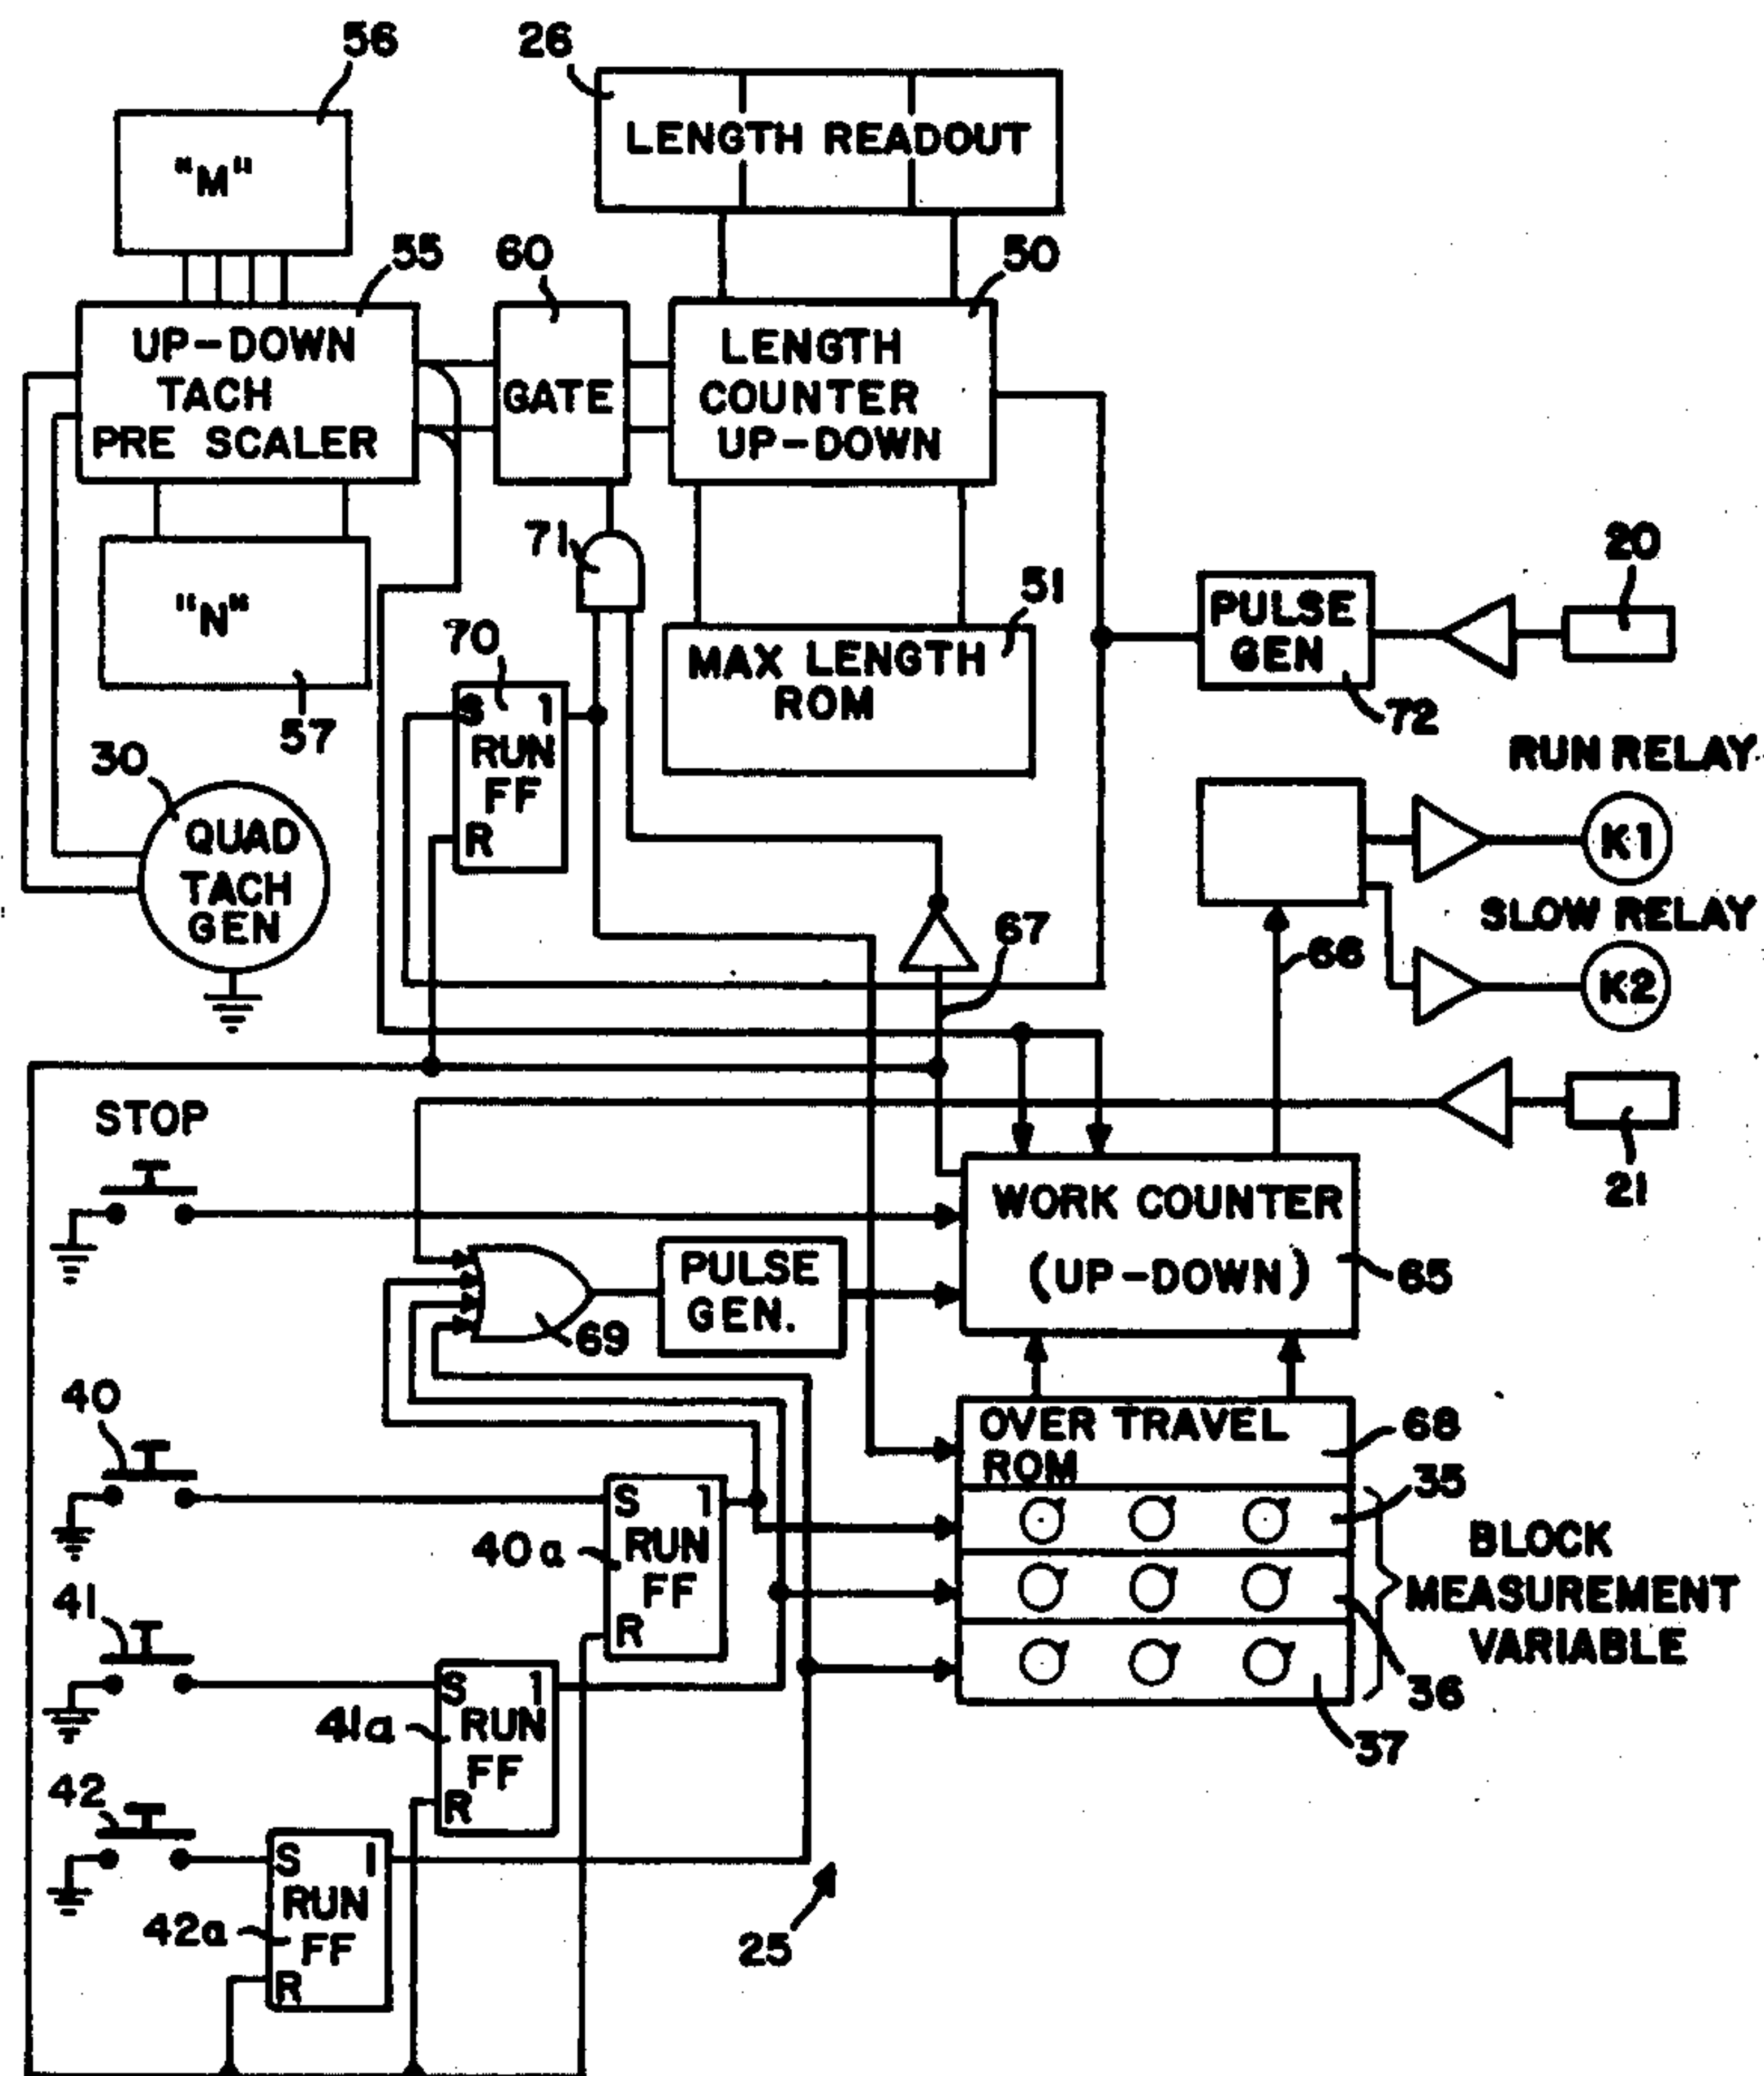 56
26
"M"
LENGTH READOUT
55
60
50
UP-DOWN
TACH
PRE SCALER
GATE
LENGTH
COUNTER
UP-DOWN
71
20
"N"
51
PULSE
GEN
70
MAX LENGTH
ROM
72
57
S 1
RUN
FF
R
RUN RELAY
30
QUAD
TACH
GEN
K1
SLOW RELAY
67
66
K2
STOP
21
WORK COUNTER
(UP-DOWN)
65
PULSE
GEN.
69
40
OVER TRAVEL
ROM
68
35
S 1
RUN
FF
R
40a
BLOCK
MEASUREMENT
VARIABLE
41
36
S 1
RUN
FF
R
41a
37
42
S 1
RUN
FF
R
42a
25